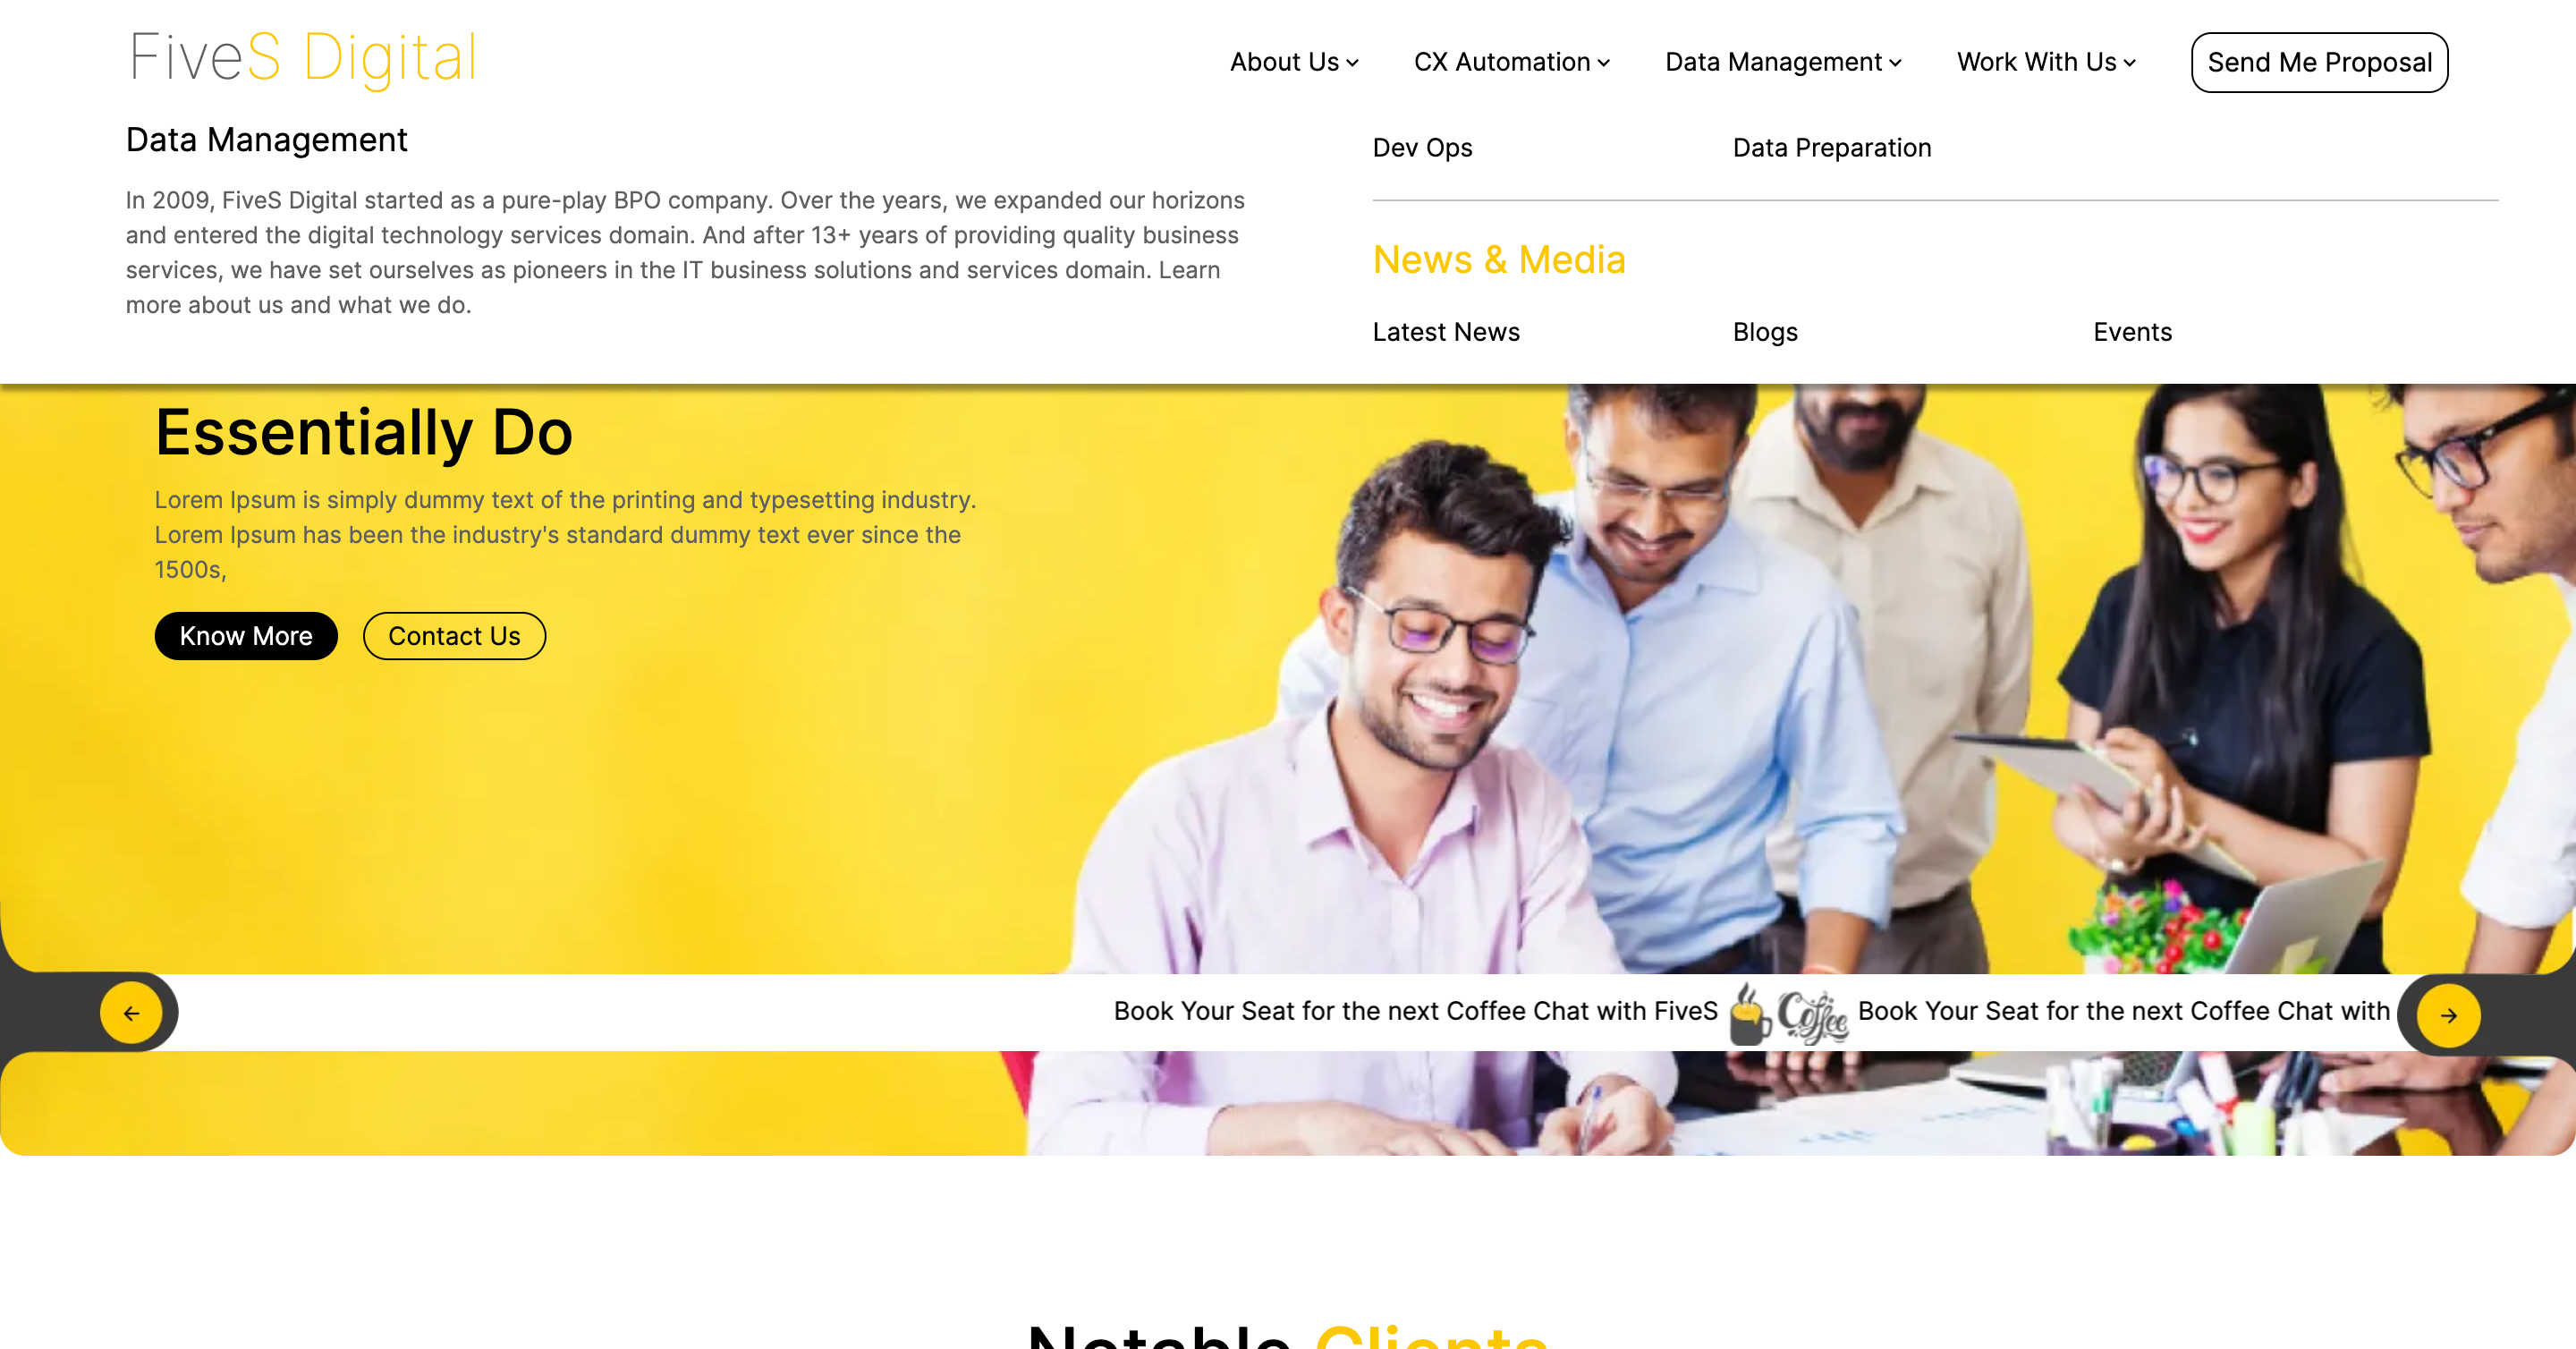 FiveS Digital
About Us
CX Automation
Data Management
Work With Us
Send Me Proposal
Data Management
In 2009, FiveS Digital started as a pure-play BPO company. Over the years, we expanded our horizons
and entered the digital technology services domain. And after 13+ years of providing quality business
services, we have set ourselves as pioneers in the IT business solutions and services domain. Learn
more about us and what we do.
Dev Ops
Data Preparation
News & Media
Latest News
Blogs
Events
Essentially Do
Lorem Ipsum is simply dummy text of the printing and typesetting industry.
Lorem Ipsum has been the industry's standard dummy text ever since the
1500s,
Know More
Contact Us
Book Your Seat for the next Coffee Chat with FiveS
Coffee
Book Your Seat for the next Coffee Chat with
Notable Clients